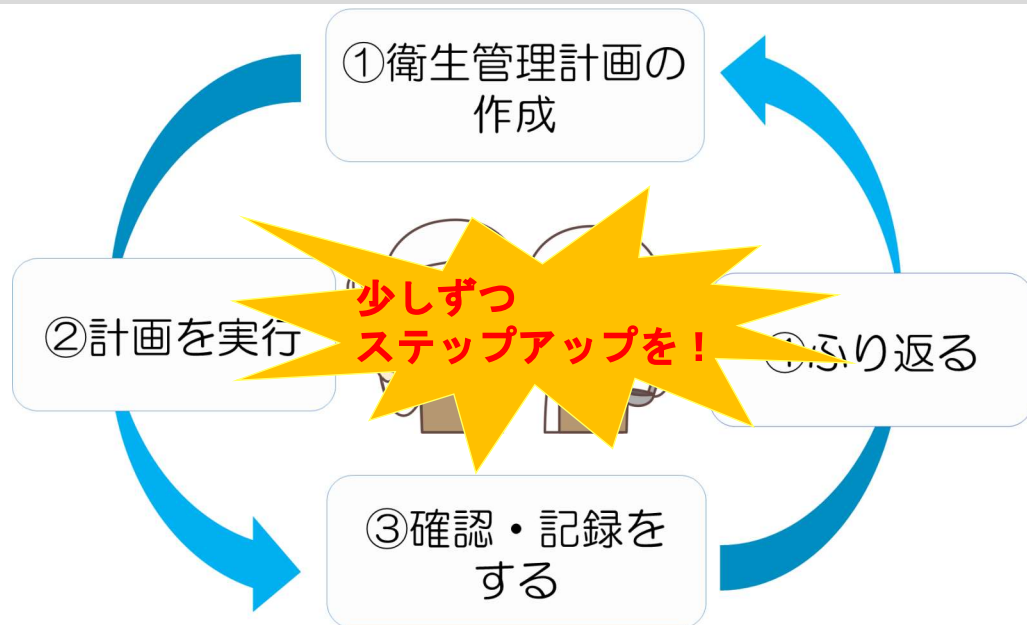 ①衛生管理計画の
作成
②計画を実行
少しずつ
ステップアップを！
ふり返る
③確認・記録を
する